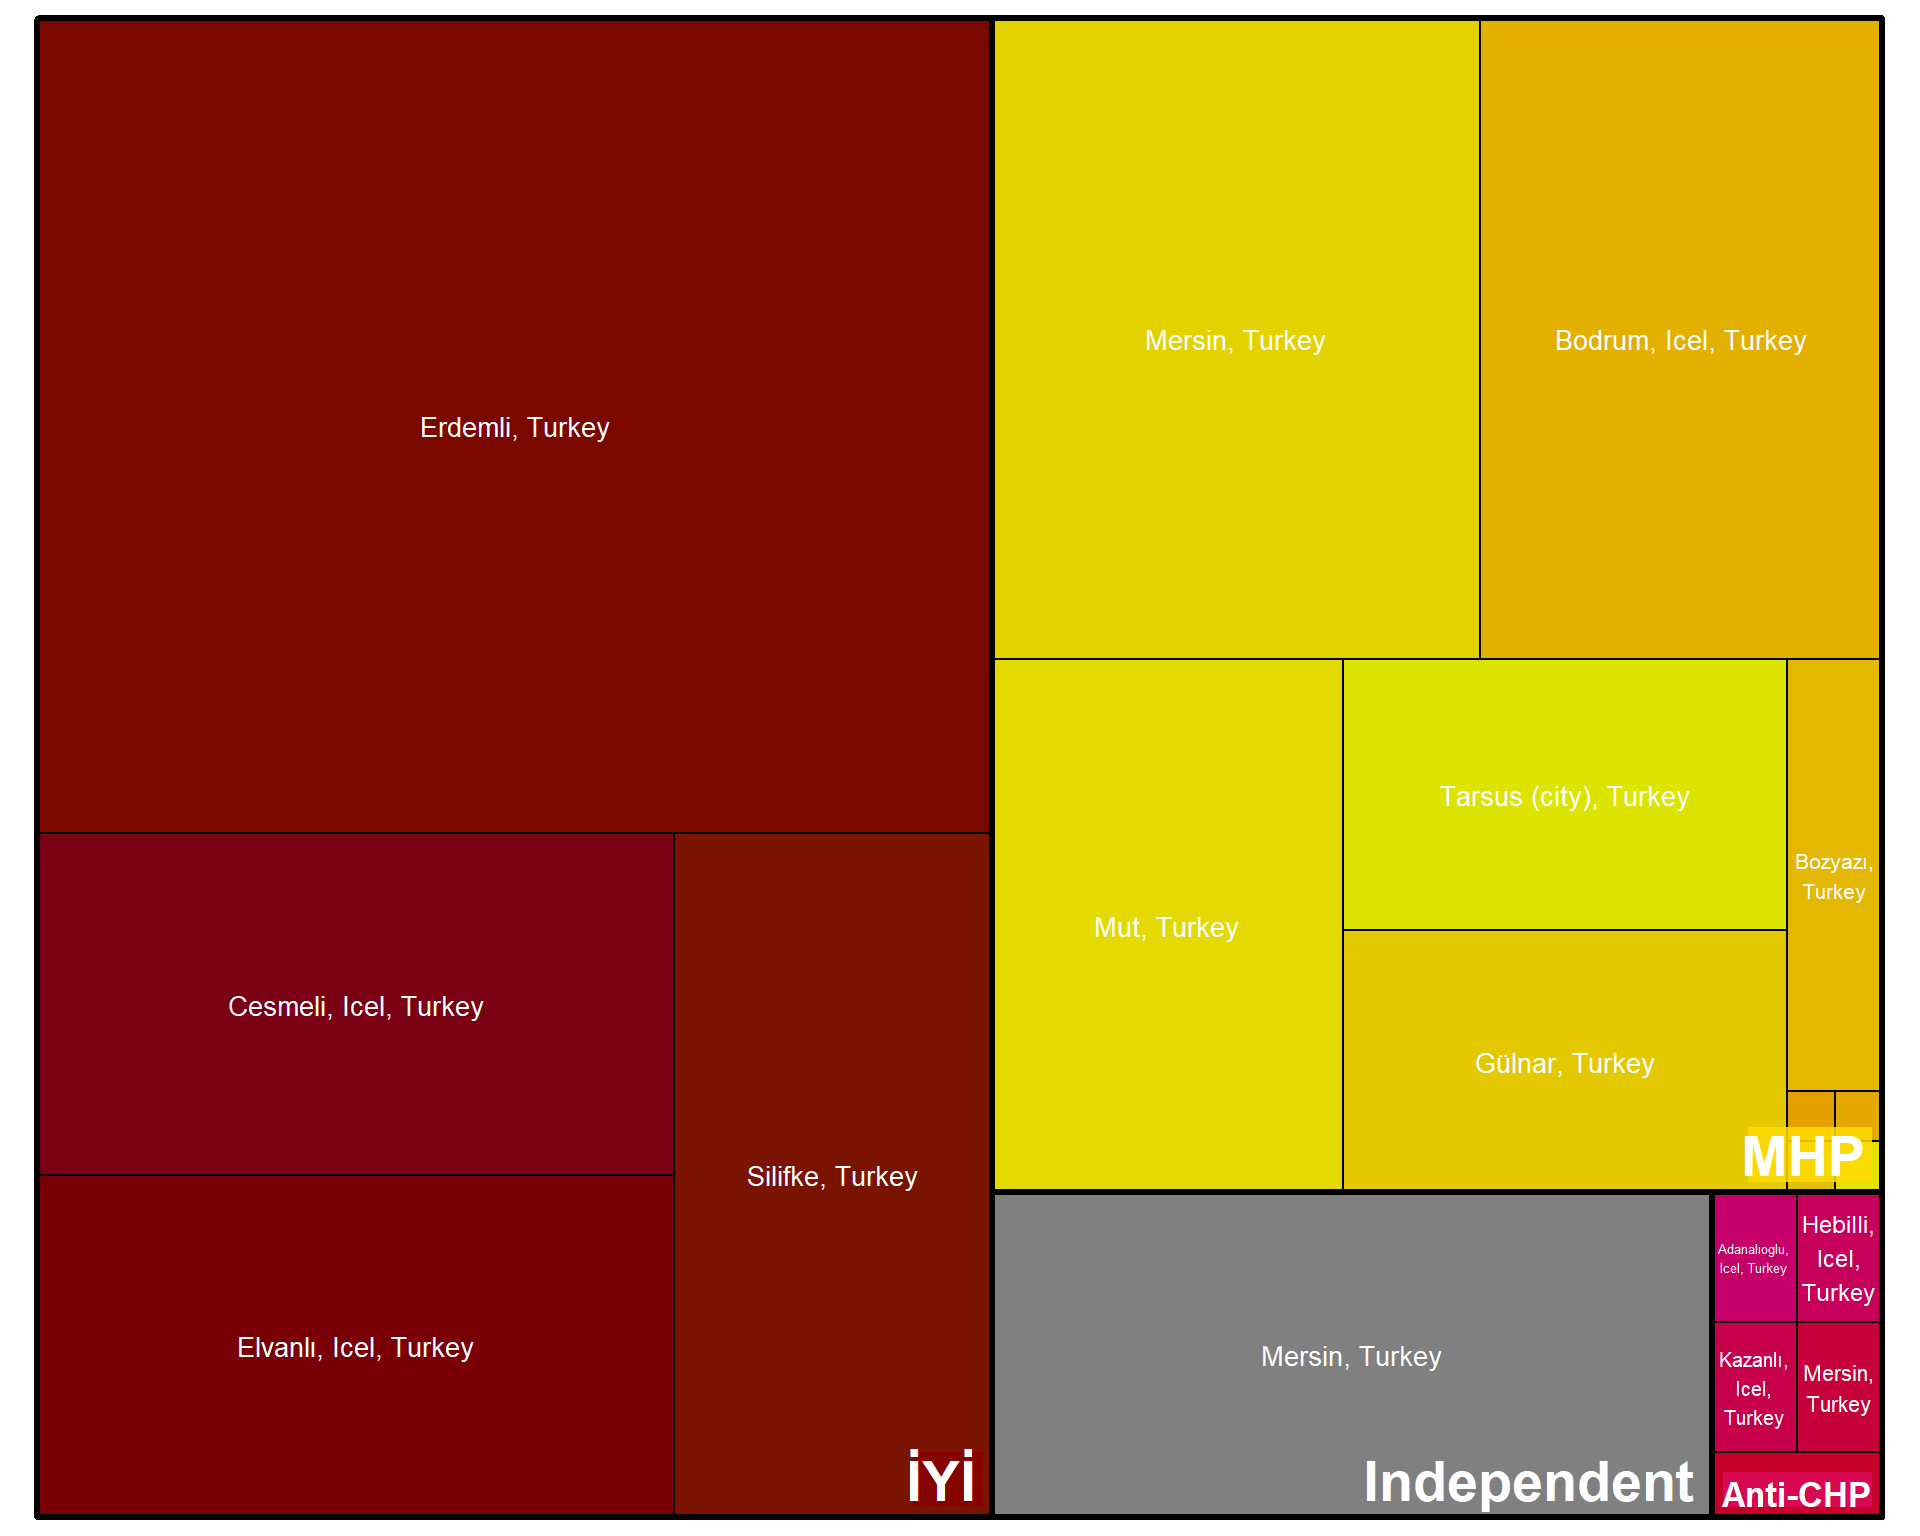 Erdemli, Turkey
Cesmeli, Icel, Turkey
Elvanlı, Icel, Turkey
Silifke, Turkey
İYİ
Mersin, Turkey
Bodrum, Icel, Turkey
Mut, Turkey
Tarsus (city), Turkey
Gülnar, Turkey
Bozyazı,
Turkey
MHP
Mersin, Turkey
Independent
Adanalıoglu,
Icel, Turkey
Hebilli,
Icel,
Turkey
Kazanlı,
Icel,
Turkey
Mersin,
Turkey
Anti-CHP